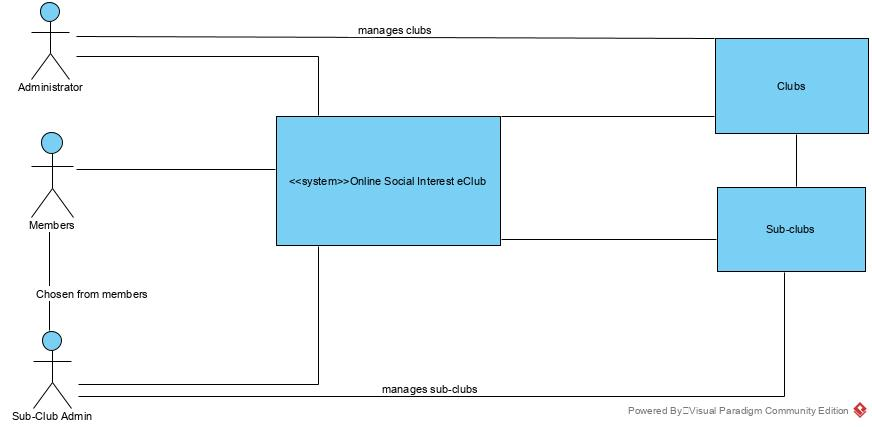 manages clubs
Administrator
Clubs
<<system>>Online Social Interest eClub
Members
Sub-clubs
Chosen from members
manages sub-clubs
Sub-Club Admin
Powered By Visual Paradigm Community Edition